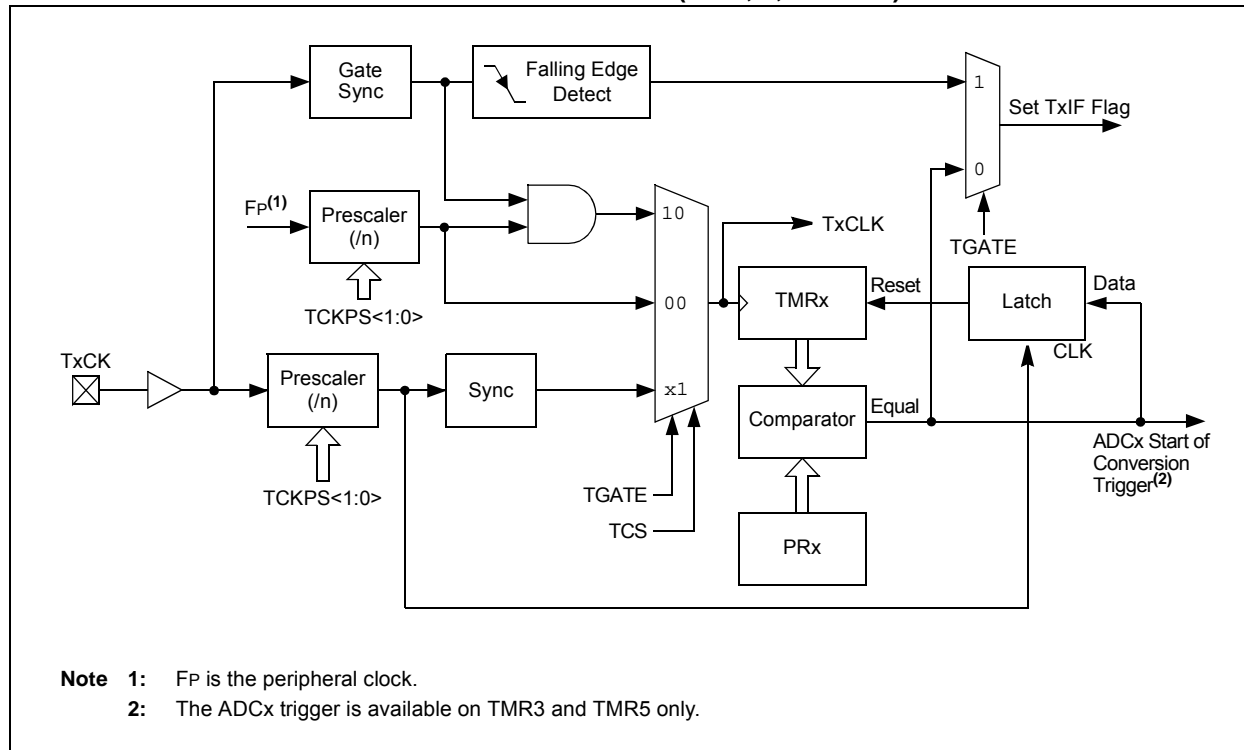 Gate
Sync
Falling Edge
Detect
1
Set TxIF Flag
0
FP(1)
Prescaler
(/n)
10
TxCLK
TGATE
TCKPS<1:0>
00
TMRx
Reset
Latch
Data
CLK
TxCK
Prescaler
(/n)
Sync
x1
Comparator
Equal
ADCx Start of
Conversion
Trigger(2)
TCKPS<1:0>
TGATE
TCS
PRx
Note 1: FP is the peripheral clock.
2: The ADCx trigger is available on TMR3 and TMR5 only.